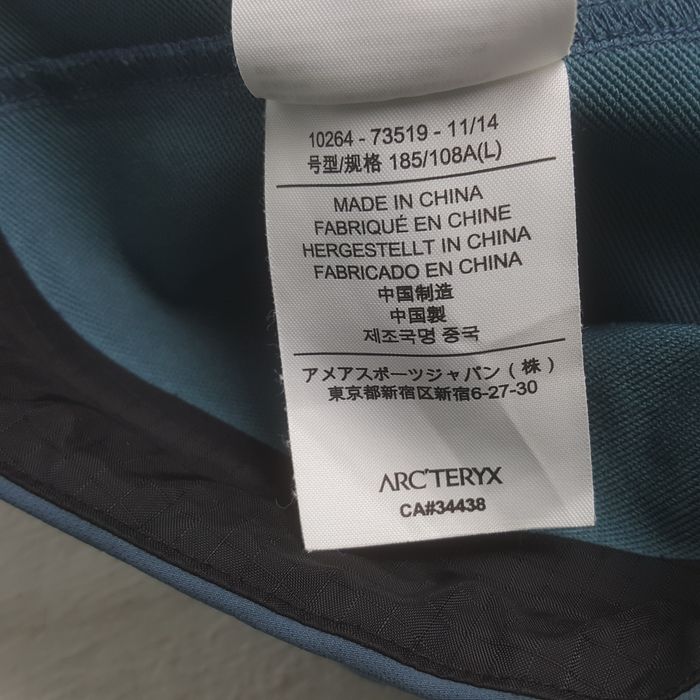 10264 - 73519 - 11/14
号型/规格 185/108A(L)
MADE IN CHINA
FABRIQUÉ EN CHINE
HERGESTELLT IN CHINA
FABRICADO EN CHINA
中国制造
中国製
제조국명 중국
アメアスポーツジャパン ( 株 )
東京都新宿区新宿6-27-30
ARC'TERYX
CA#34438